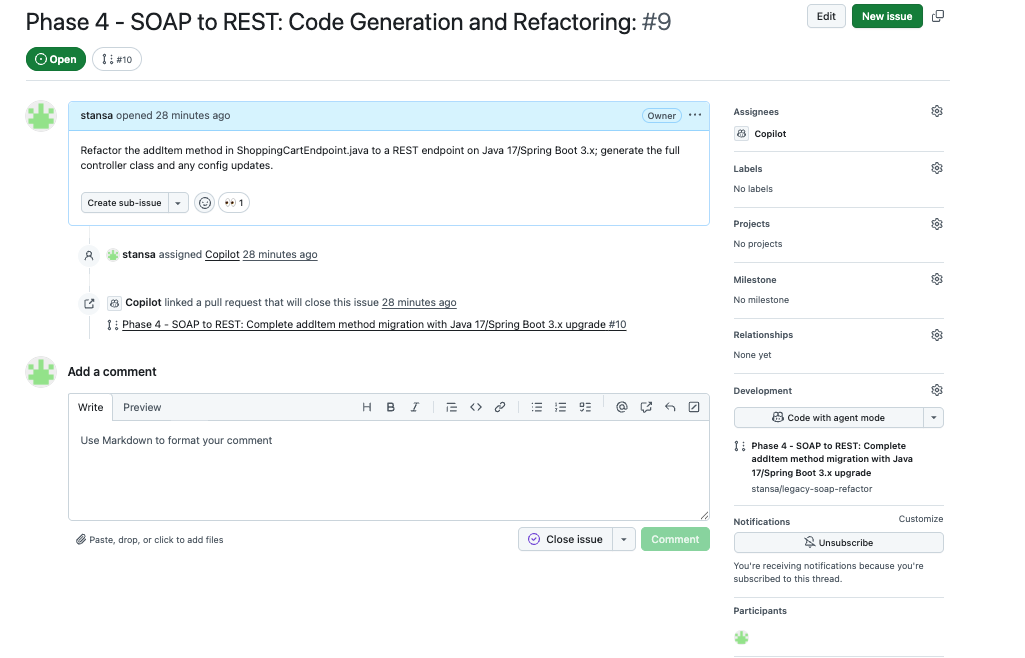 Phase 4 - SOAP to REST: Code Generation and Refactoring: #9
Edit
New issue
Open
#10
stansa opened 28 minutes ago
Owner
Refactor the addItem method in ShoppingCartEndpoint.java to a REST endpoint on Java 17/Spring Boot 3.x; generate the full
controller class and any config updates.
Create sub-issue
1
stansa assigned Copilot 28 minutes ago
Copilot linked a pull request that will close this issue 28 minutes ago
Phase 4 - SOAP to REST: Complete addItem method migration with Java 17/Spring Boot 3.x upgrade #10
Add a comment
Write
Preview
Use Markdown to format your comment
Paste, drop, or click to add files
Close issue
Comment
Assignees
Copilot
Labels
No labels
Projects
No projects
Milestone
No milestone
Relationships
None yet
Development
Code with agent mode
Phase 4 - SOAP to REST: Complete
addItem method migration with Java
17/Spring Boot 3.x upgrade
stansa/legacy-soap-refactor
Notifications
Customize
Unsubscribe
You're receiving notifications because you're
subscribed to this thread.
Participants